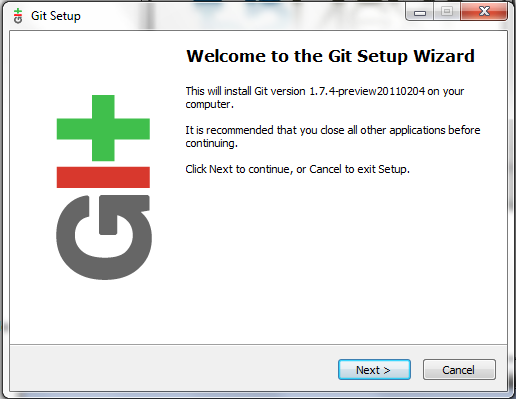 Git Setup
Welcome to the Git Setup Wizard
This will install Git version 1.7.4-preview20110204 on your
computer.
It is recommended that you close all other applications before
continuing.
Click Next to continue, or Cancel to exit Setup.
GIt
Next >
Cancel